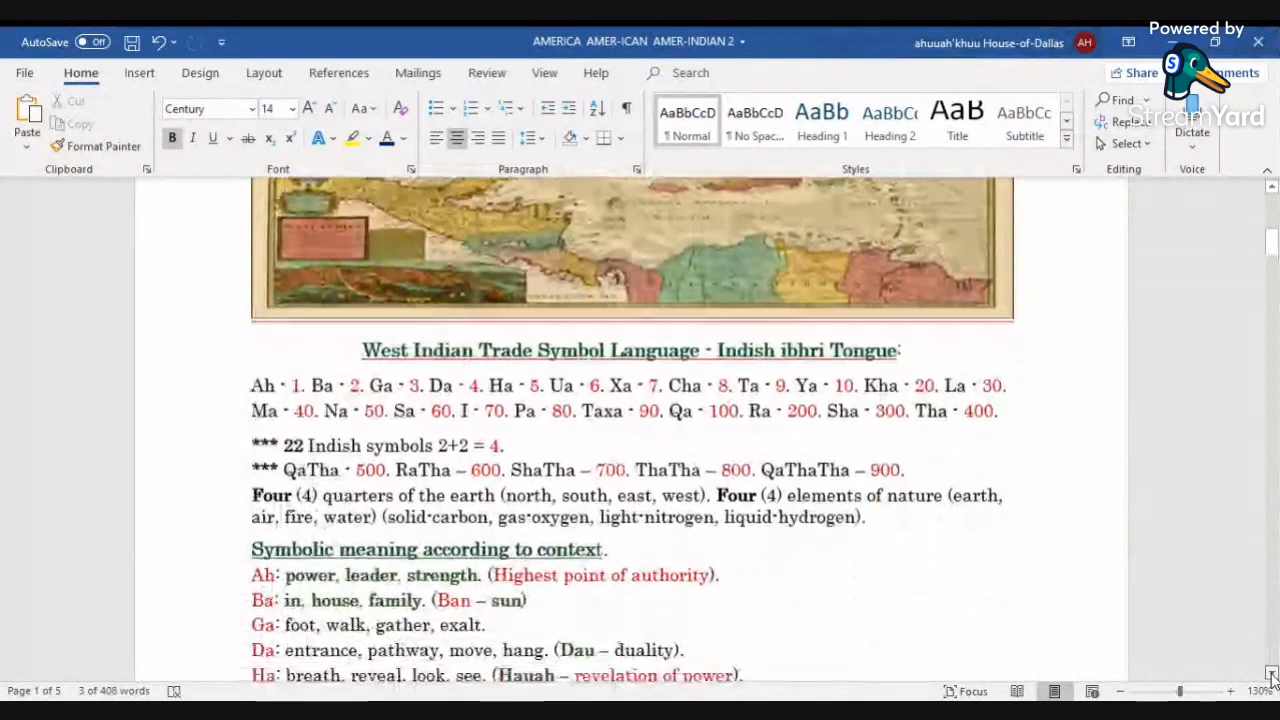 Powered by
StreamYard
AutoSave Off
AMERICA AMER-ICAN AMER-INDIAN 2
ahuuah'khuu House-of-Dallas AH
File Home Insert Design Layout References Mailings Review View Help Search
Share
Paste
Cut
Copy
Format Painter
Century 14
AaBbCcD AaBbCcD AaBb AaBbCc AaB AaBbCc
¶ Normal ¶ No Spac... Heading 1 Heading 2 Title Subtitle
Find
Select
Dictate
Clipboard Font Paragraph Styles Editing Voice
West Indian Trade Symbol Language - Indish ibhri Tongue:
Ah - 1. Ba - 2. Ga - 3. Da - 4. Ha - 5. Ua - 6. Xa - 7. Cha - 8. Ta - 9. Ya - 10. Kha - 20. La - 30.
Ma - 40. Na - 50. Sa - 60. I - 70. Pa - 80. Taxa - 90. Qa - 100. Ra - 200. Sha - 300. Tha - 400.
*** 22 Indish symbols 2+2 = 4.
*** QaTha - 500. RaTha – 600. ShaTha – 700. ThaTha – 800. QaThaTha – 900.
Four (4) quarters of the earth (north, south, east, west). Four (4) elements of nature (earth,
air, fire, water) (solid-carbon, gas-oxygen, light-nitrogen, liquid-hydrogen).
Symbolic meaning according to context.
Ah: power, leader, strength. (Highest point of authority).
Ba: in, house, family. (Ban – sun)
Ga: foot, walk, gather, exalt.
Da: entrance, pathway, move, hang. (Dau – duality).
Ha: breath, reveal, look, see. (Hauah – revelation of power).
Page 1 of 5 3 of 408 words Focus 130%